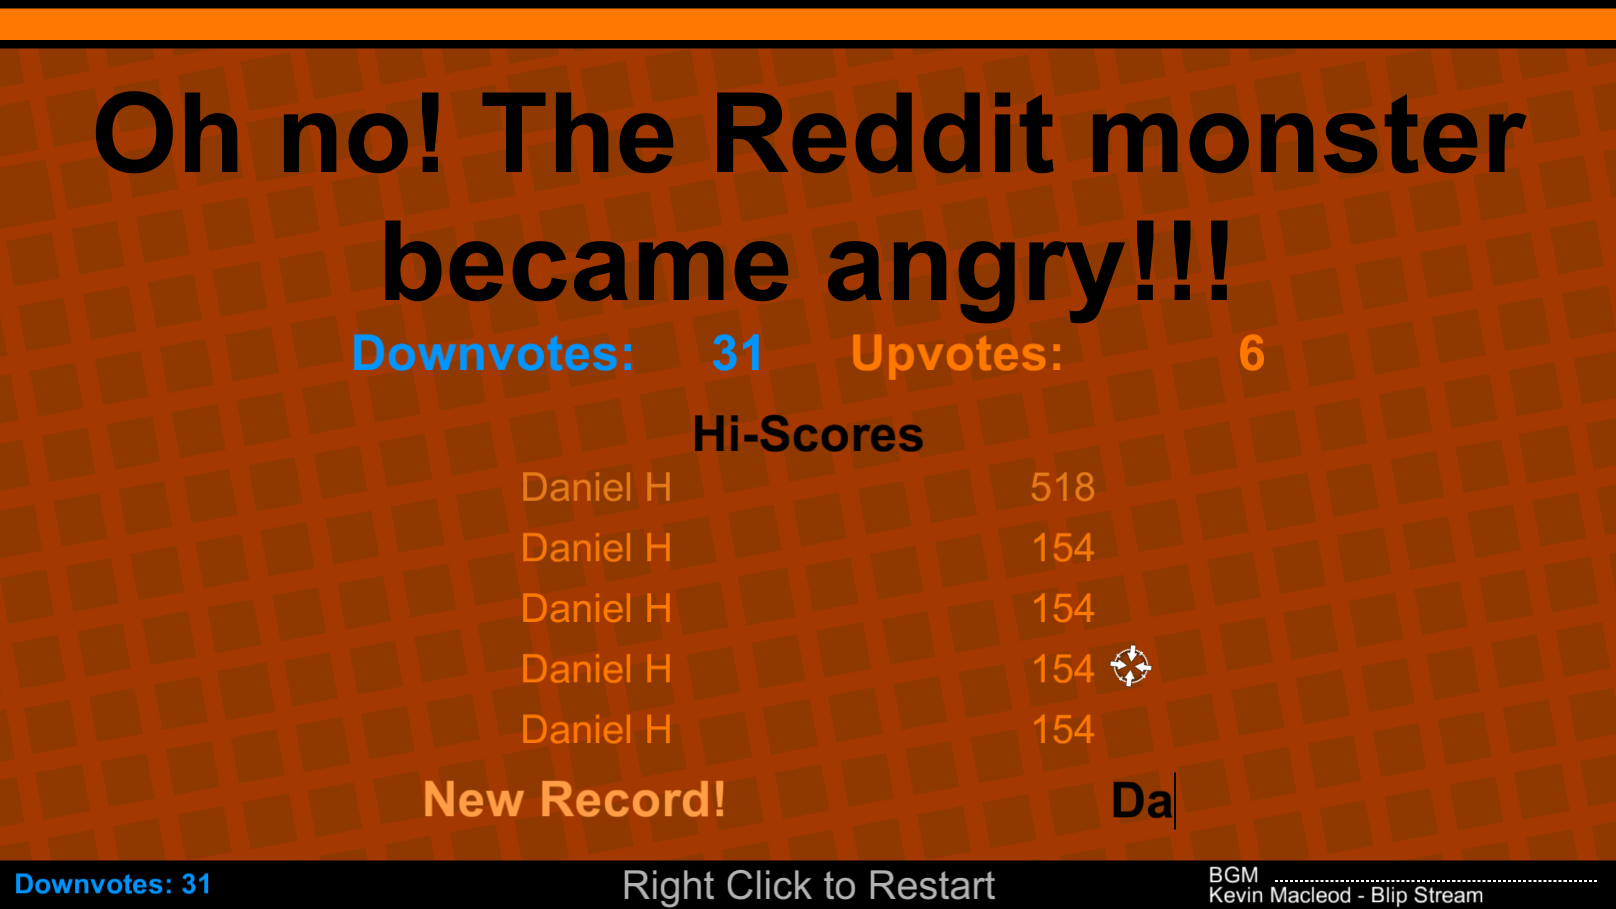 Oh no! The Reddit monster
became angry!!!
Downvotes: 31 Upvotes: 6
Hi-Scores
Daniel H 518
Daniel H 154
Daniel H 154
Daniel H 154
Daniel H 154
New Record! Da
Downvotes: 31
Right Click to Restart
BGM
Kevin Macleod - Blip Stream